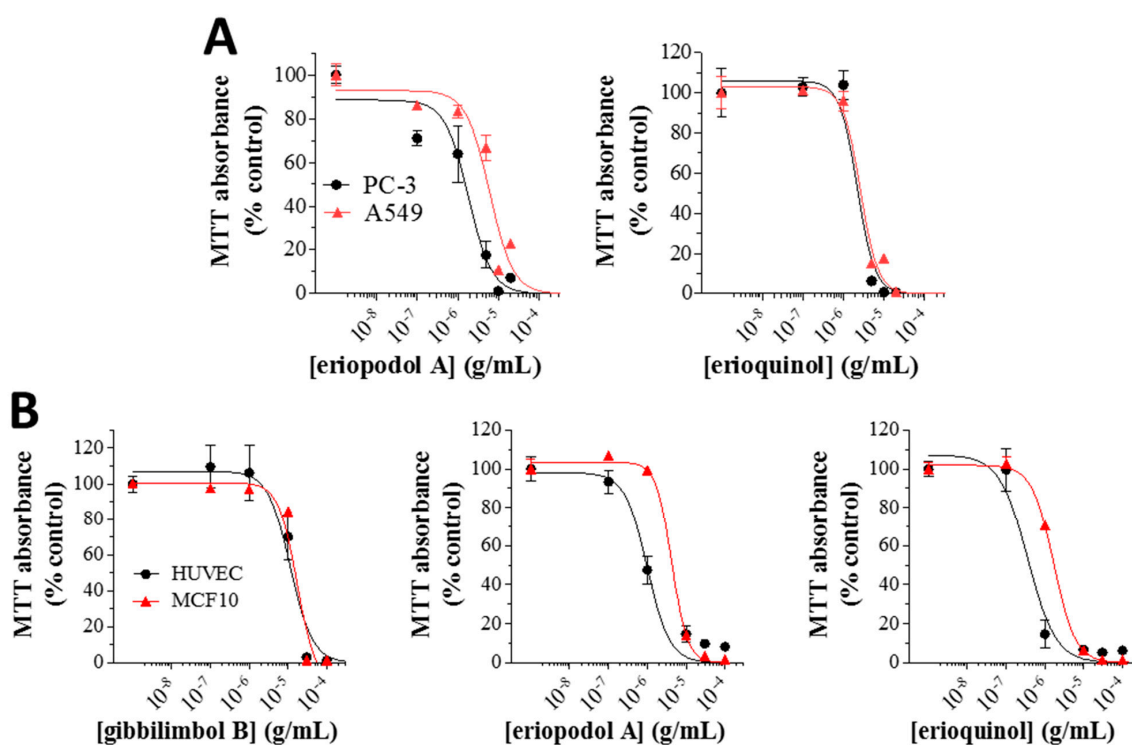 A
MTT absorbance
(% control)
100
80
60
40
20
0
PC-3
A549
10-8
10-7
10-6
10-5
10-4
[eriopodol A] (g/mL)
MTT absorbance
(% control)
120
100
80
60
40
20
0
10-8
10-7
10-6
10-5
10-4
[erioquinol] (g/mL)
B
MTT absorbance
(% control)
120
100
80
60
40
20
0
HUVEC
MCF10
10-8
10-7
10-6
10-5
10-4
[gibbilimbol B] (g/mL)
MTT absorbance
(% control)
120
100
80
60
40
20
0
10-8
10-7
10-6
10-5
10-4
[eriopodol A] (g/mL)
MTT absorbance
(% control)
120
100
80
60
40
20
0
10-8
10-7
10-6
10-5
10-4
[erioquinol] (g/mL)